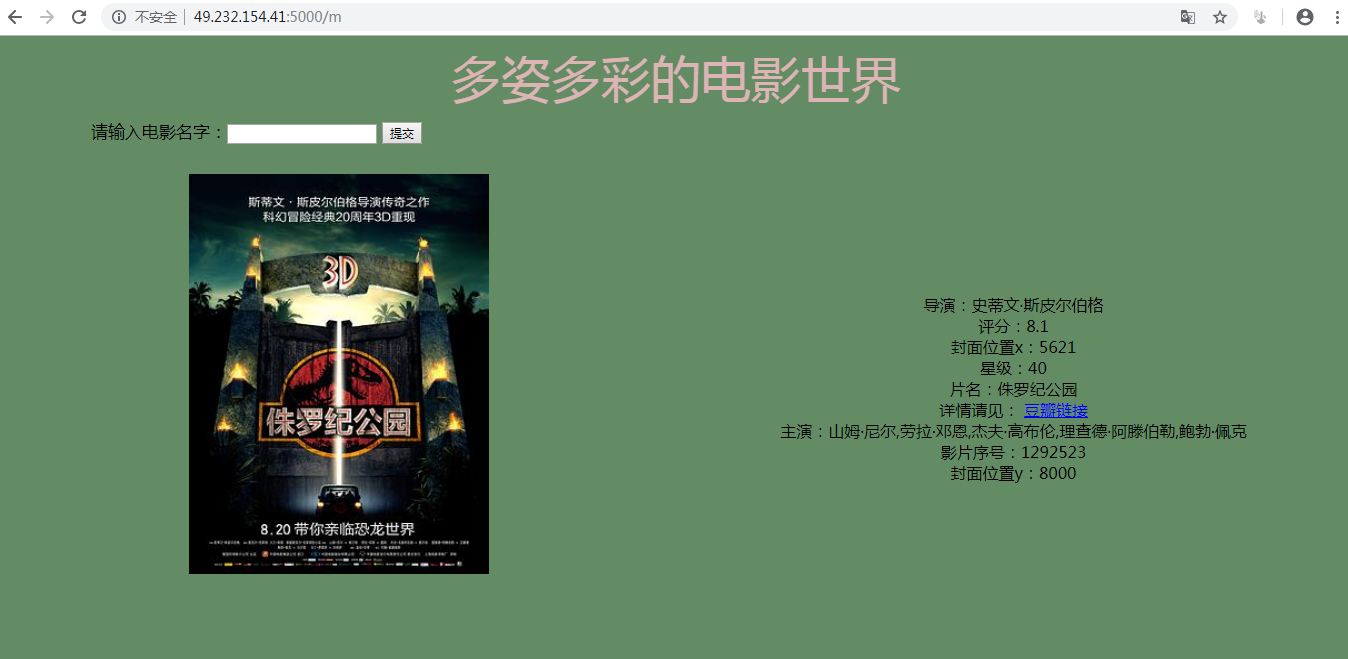 不安全 49.232.154.41:5000/m
多姿多彩的电影世界
请输入电影名字： 提交
斯蒂文·斯皮尔伯格导演传奇之作
科幻冒险经典20周年3D重现
3D
侏罗纪公园
8.20 带你亲临恐龙世界
导演：史蒂文·斯皮尔伯格
评分：8.1
封面位置x：5621
星级：40
片名：侏罗纪公园
详情请见： 豆瓣链接
主演：山姆·尼尔,劳拉·邓恩,杰夫·高布伦,理查德·阿滕伯勒,鲍勃·佩克
影片序号：1292523
封面位置y：8000